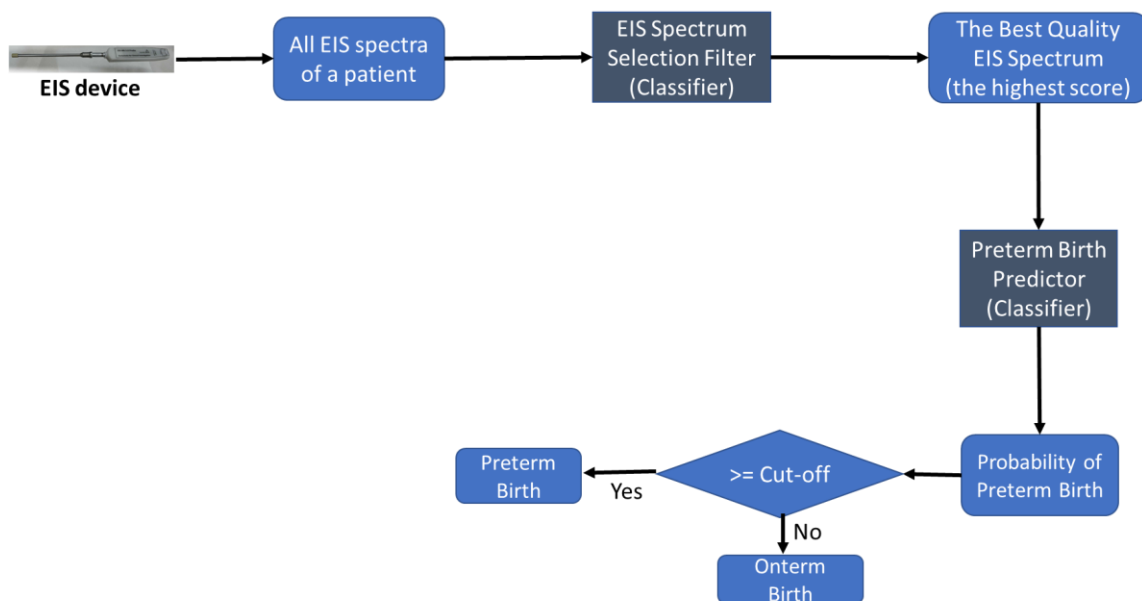 EIS device
All EIS spectra
of a patient
EIS Spectrum
Selection Filter
(Classifier)
The Best Quality
EIS Spectrum
(the highest score)
Preterm Birth
Predictor
(Classifier)
Probability of
Preterm Birth
>= Cut-off
Yes
Preterm
Birth
No
Onterm
Birth